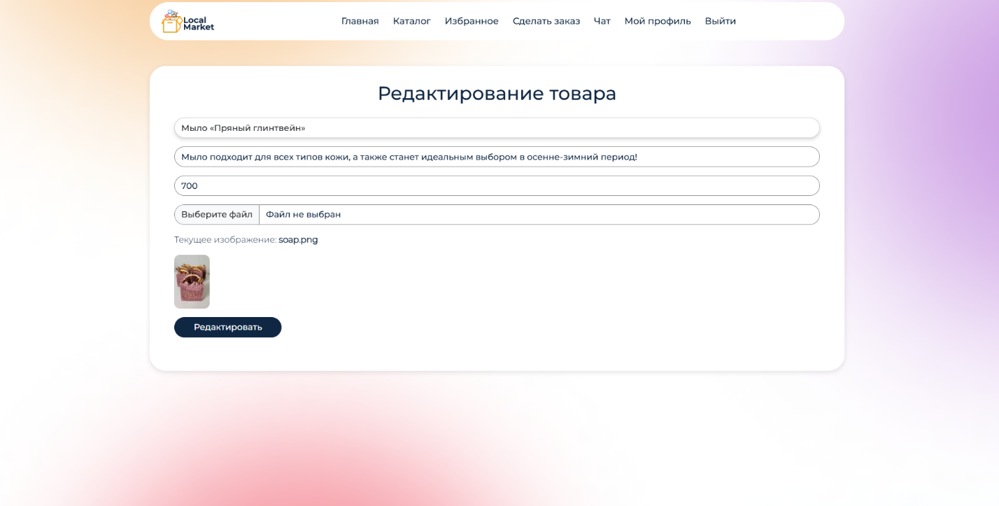 Local
Market
Главная Каталог Избранное Сделать заказ Чат Мой профиль Выйти
Редактирование товара
Мыло «Пряный глинтвейн»
Мыло подходит для всех типов кожи, а также станет идеальным выбором в осенне-зимний период!
700
Выберите файл Файл не выбран
Текущее изображение: soap.png
Редактировать